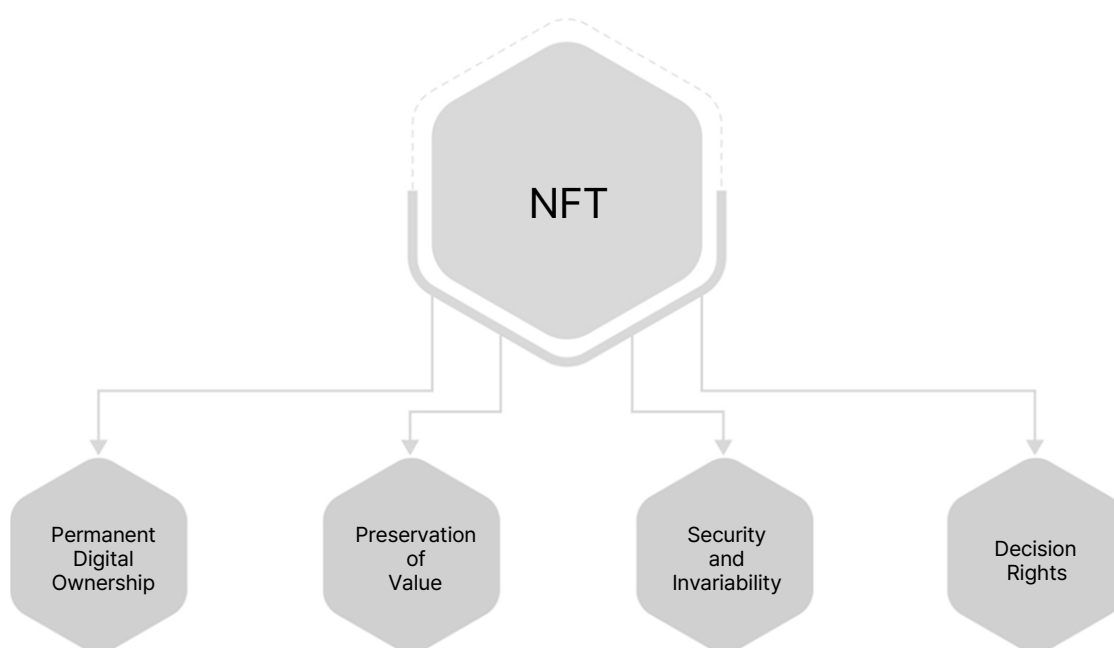 NFT
Permanent
Digital
Ownership
Preservation
of
Value
Security
and
Invariability
Decision
Rights